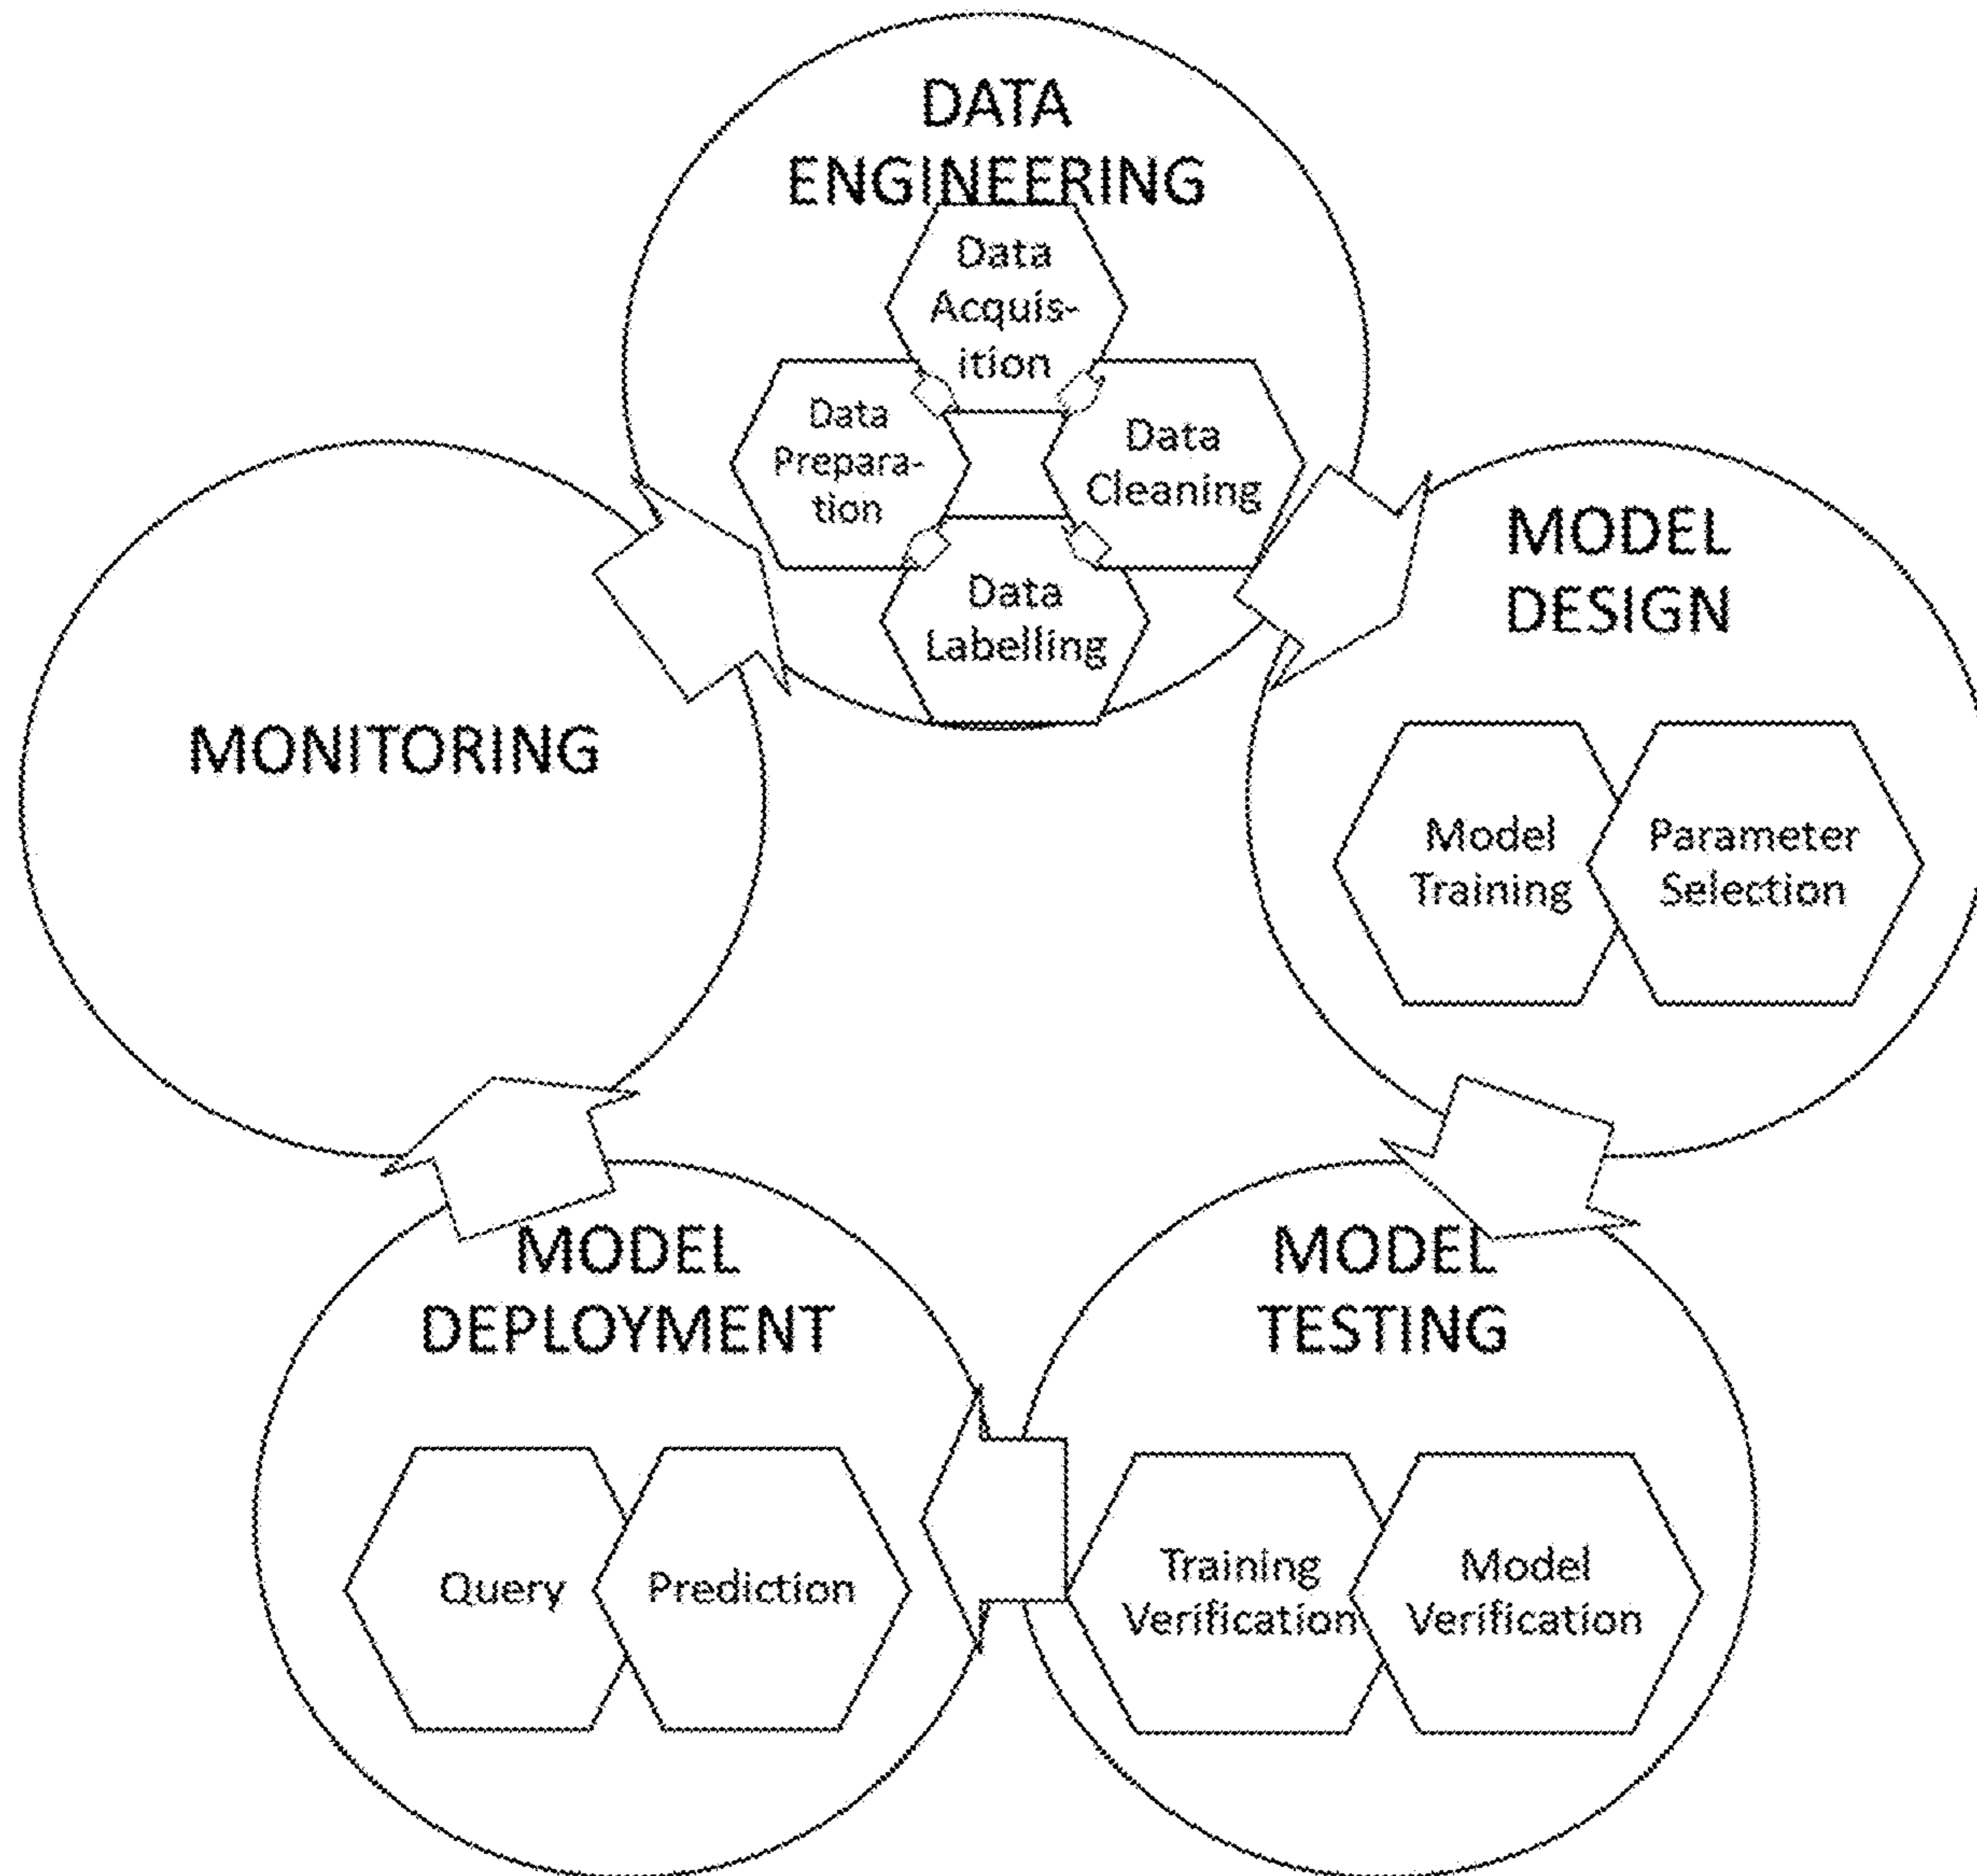 DATA
ENGINEERING
Data
Acquis-
ition
Data
Prepara-
tion
Data
Cleaning
Data
Labelling
MODEL
DESIGN
Model
Training
Parameter
Selection
MONITORING
MODEL
DEPLOYMENT
Query
Prediction
MODEL
TESTING
Training
Verification
Model
Verification